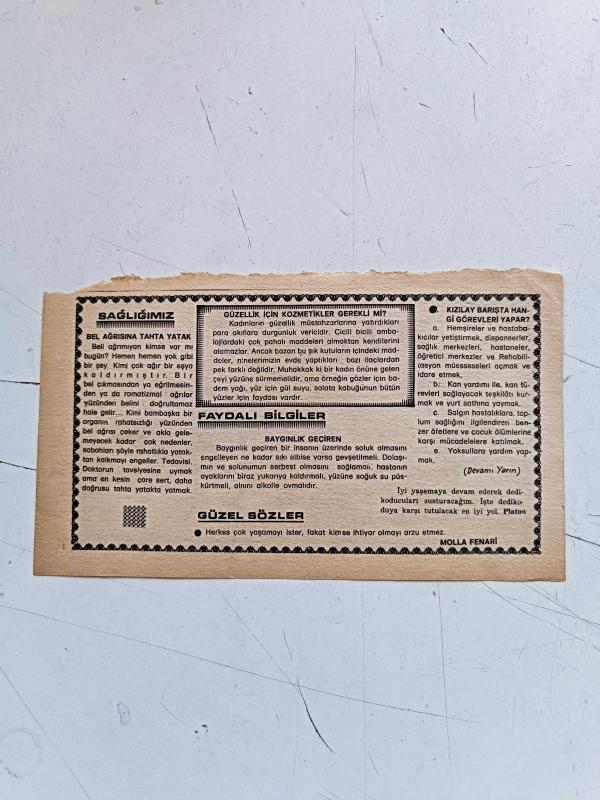 SAĞLIĞIMIZ
BEL AĞRISINA TAHTA YATAK
Beli ağrımıyan kimse var mı
bugün? Hemen hemen yok gibi
bir şey. Kimi çok ağır bir eşya
kaldırmıştır. Bir
bel çıkmasından ya eğrilmesin-
den ya da romatizmal ağrılar
yüzünden belini doğrultamaz
hale gelir... Kimi bambaşka bir
organın rahatsızlığı yüzünden
bel ağrısı çeker ve akla gele-
meyecek kadar çok nedenler,
sabahları şöyle rahatlıkla yatak-
tan kalkmayı engeller. Tedavisi.
Doktorun tavsiyesine uymak
ama en kesin çare sert, daha
doğrusu tahta yatakta yatmak.
GÜZELLİK İÇİN KOZMETİKLER GEREKLİ Mİ?
Kadınların güzellik müstahzarlarına yatırdıkları
para akıllara durgunluk vericidir. Cicili bicili amba-
lajlardaki çok pahalı maddeleri almaktan kendilerini
alamazlar. Ancak bazan bu şık kutuların içindeki mad-
deler, ninelerimizin evde yaptıkları bazı ilaçlardan
pek farklı değildir. Muhakkak ki bir kadın önüne gelen
çeyi yüzüne sürmemelidir, ama örneğin gözler için ba-
dem yağı, yüz için gül suyu, salata kabuğunun bütün
yüzler için faydası vardır.
FAYDALI BİLGİLER
BAYGINLIK GEÇİREN
Baygınlık geçiren bir insanın üzerinde soluk almasını
engelleyen ne kadar sıkı elbise varsa gevşetilmeli. Dolaşı-
mın ve solunumun serbest olmasını sağlamalı, hastanın
ayaklarını biraz yukarıya kaldırmalı, yüzüne soğuk su püs-
kürtmeli, alnını alkolle ovmalıdır.
GÜZEL SÖZLER
● Herkes çok yaşamayı ister, fakat kimse ihtiyar olmayı arzu etmez.
● KIZILAY BARIŞTA HAN-
Gİ GÖREVLERİ YAPAR?
a. Hemşireler ve hastaba-
kıcılar yetiştirmek, dispanserler,
sağlık merkezleri, hastaneler,
öğretici merkezler ve Rehabili-
tasyon müesseseleri açmak ve
idare etmek.
b. Kan yardımı ile, kan tü-
revleri sağlayacak teşkilâtı kur-
mak ve yurt sathına yaymak.
c. Salgın hastalıklara, top-
lum sağlığını ilgilendiren ben-
zer âfetlere ve çocuk ölümlerine
karşı mücadelelere katılmak.
e. Yoksullara yardım yap-
mak.
(Devamı Yarın)
İyi yaşamaya devam ederek dedi-
koducuları susturacağım. İşte dediko-
duya karşı tutulacak en iyi yol. Platon
MOLLA FENARİ